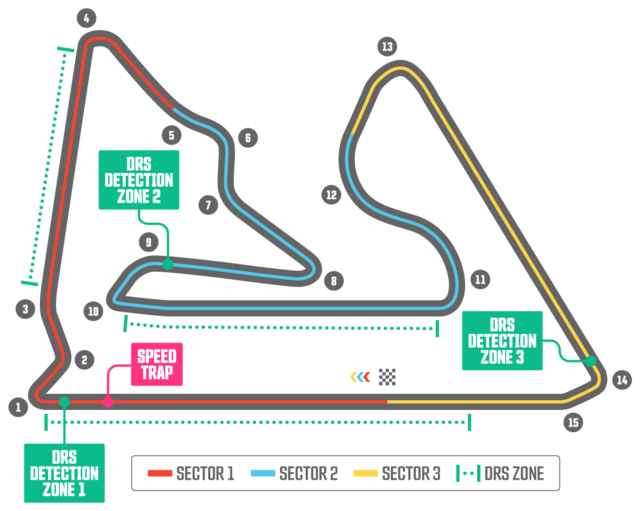 4
13
5
6
DRS
DETECTION
ZONE 2
7
12
9
8
11
10
3
DRS
DETECTION
ZONE 3
2
SPEED
TRAP
14
1
15
DRS
DETECTION
ZONE 1
SECTOR 1
SECTOR 2
SECTOR 3
DRS ZONE